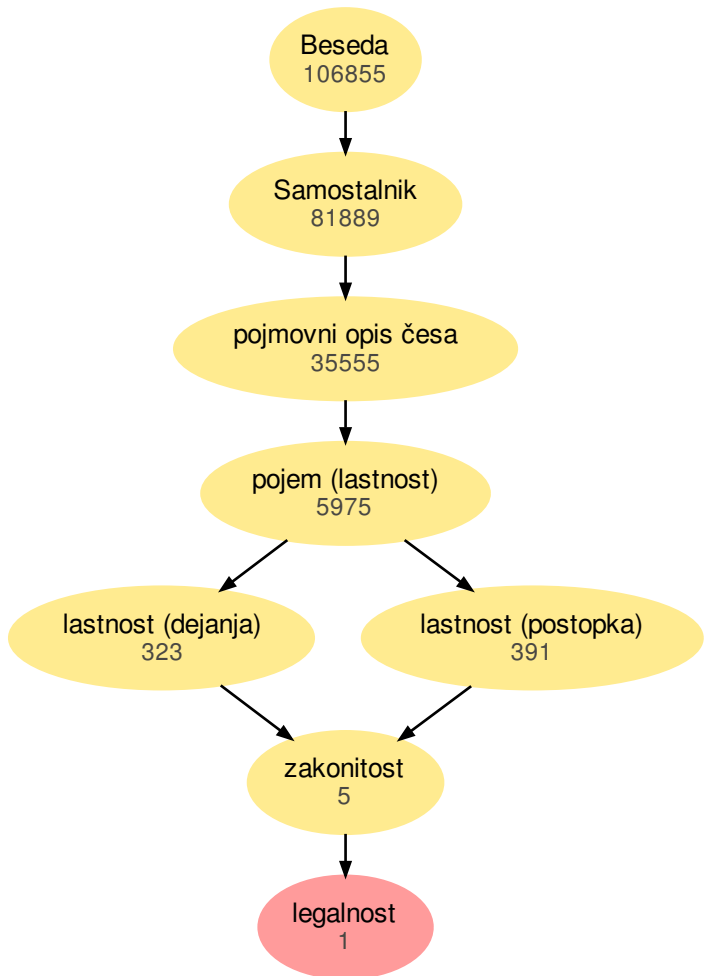 Beseda
106855
Samostalnik
81889
pojmovni opis česa
35555
pojem (lastnost)
5975
lastnost (dejanja)
323
lastnost (postopka)
391
zakonitost
5
legalnost
1